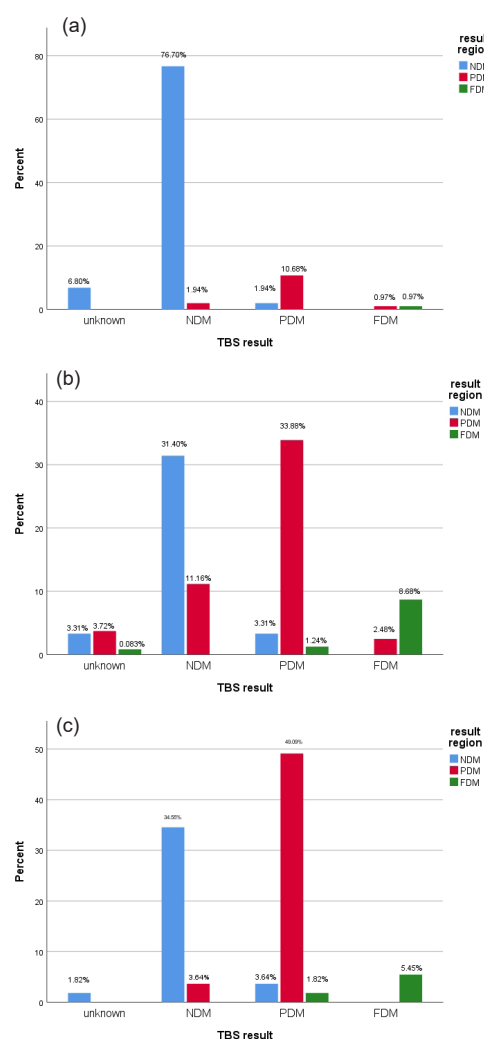 (a)
result
region
NDM
PDM
FDM
Percent
80
60
40
20
0
6.80%
76.70%
1.94%
1.94%
10.68%
0.97%
0.97%
unknown
NDM
PDM
FDM
TBS result
(b)
result
region
NDM
PDM
FDM
Percent
40
30
20
10
0
3.31%
3.72%
0.083%
31.40%
11.16%
3.31%
33.88%
1.24%
2.48%
8.68%
unknown
NDM
PDM
FDM
TBS result
(c)
result
region
NDM
PDM
FDM
Percent
50
40
30
20
10
0
1.82%
34.55%
3.64%
3.64%
49.09%
1.82%
5.45%
unknown
NDM
PDM
FDM
TBS result